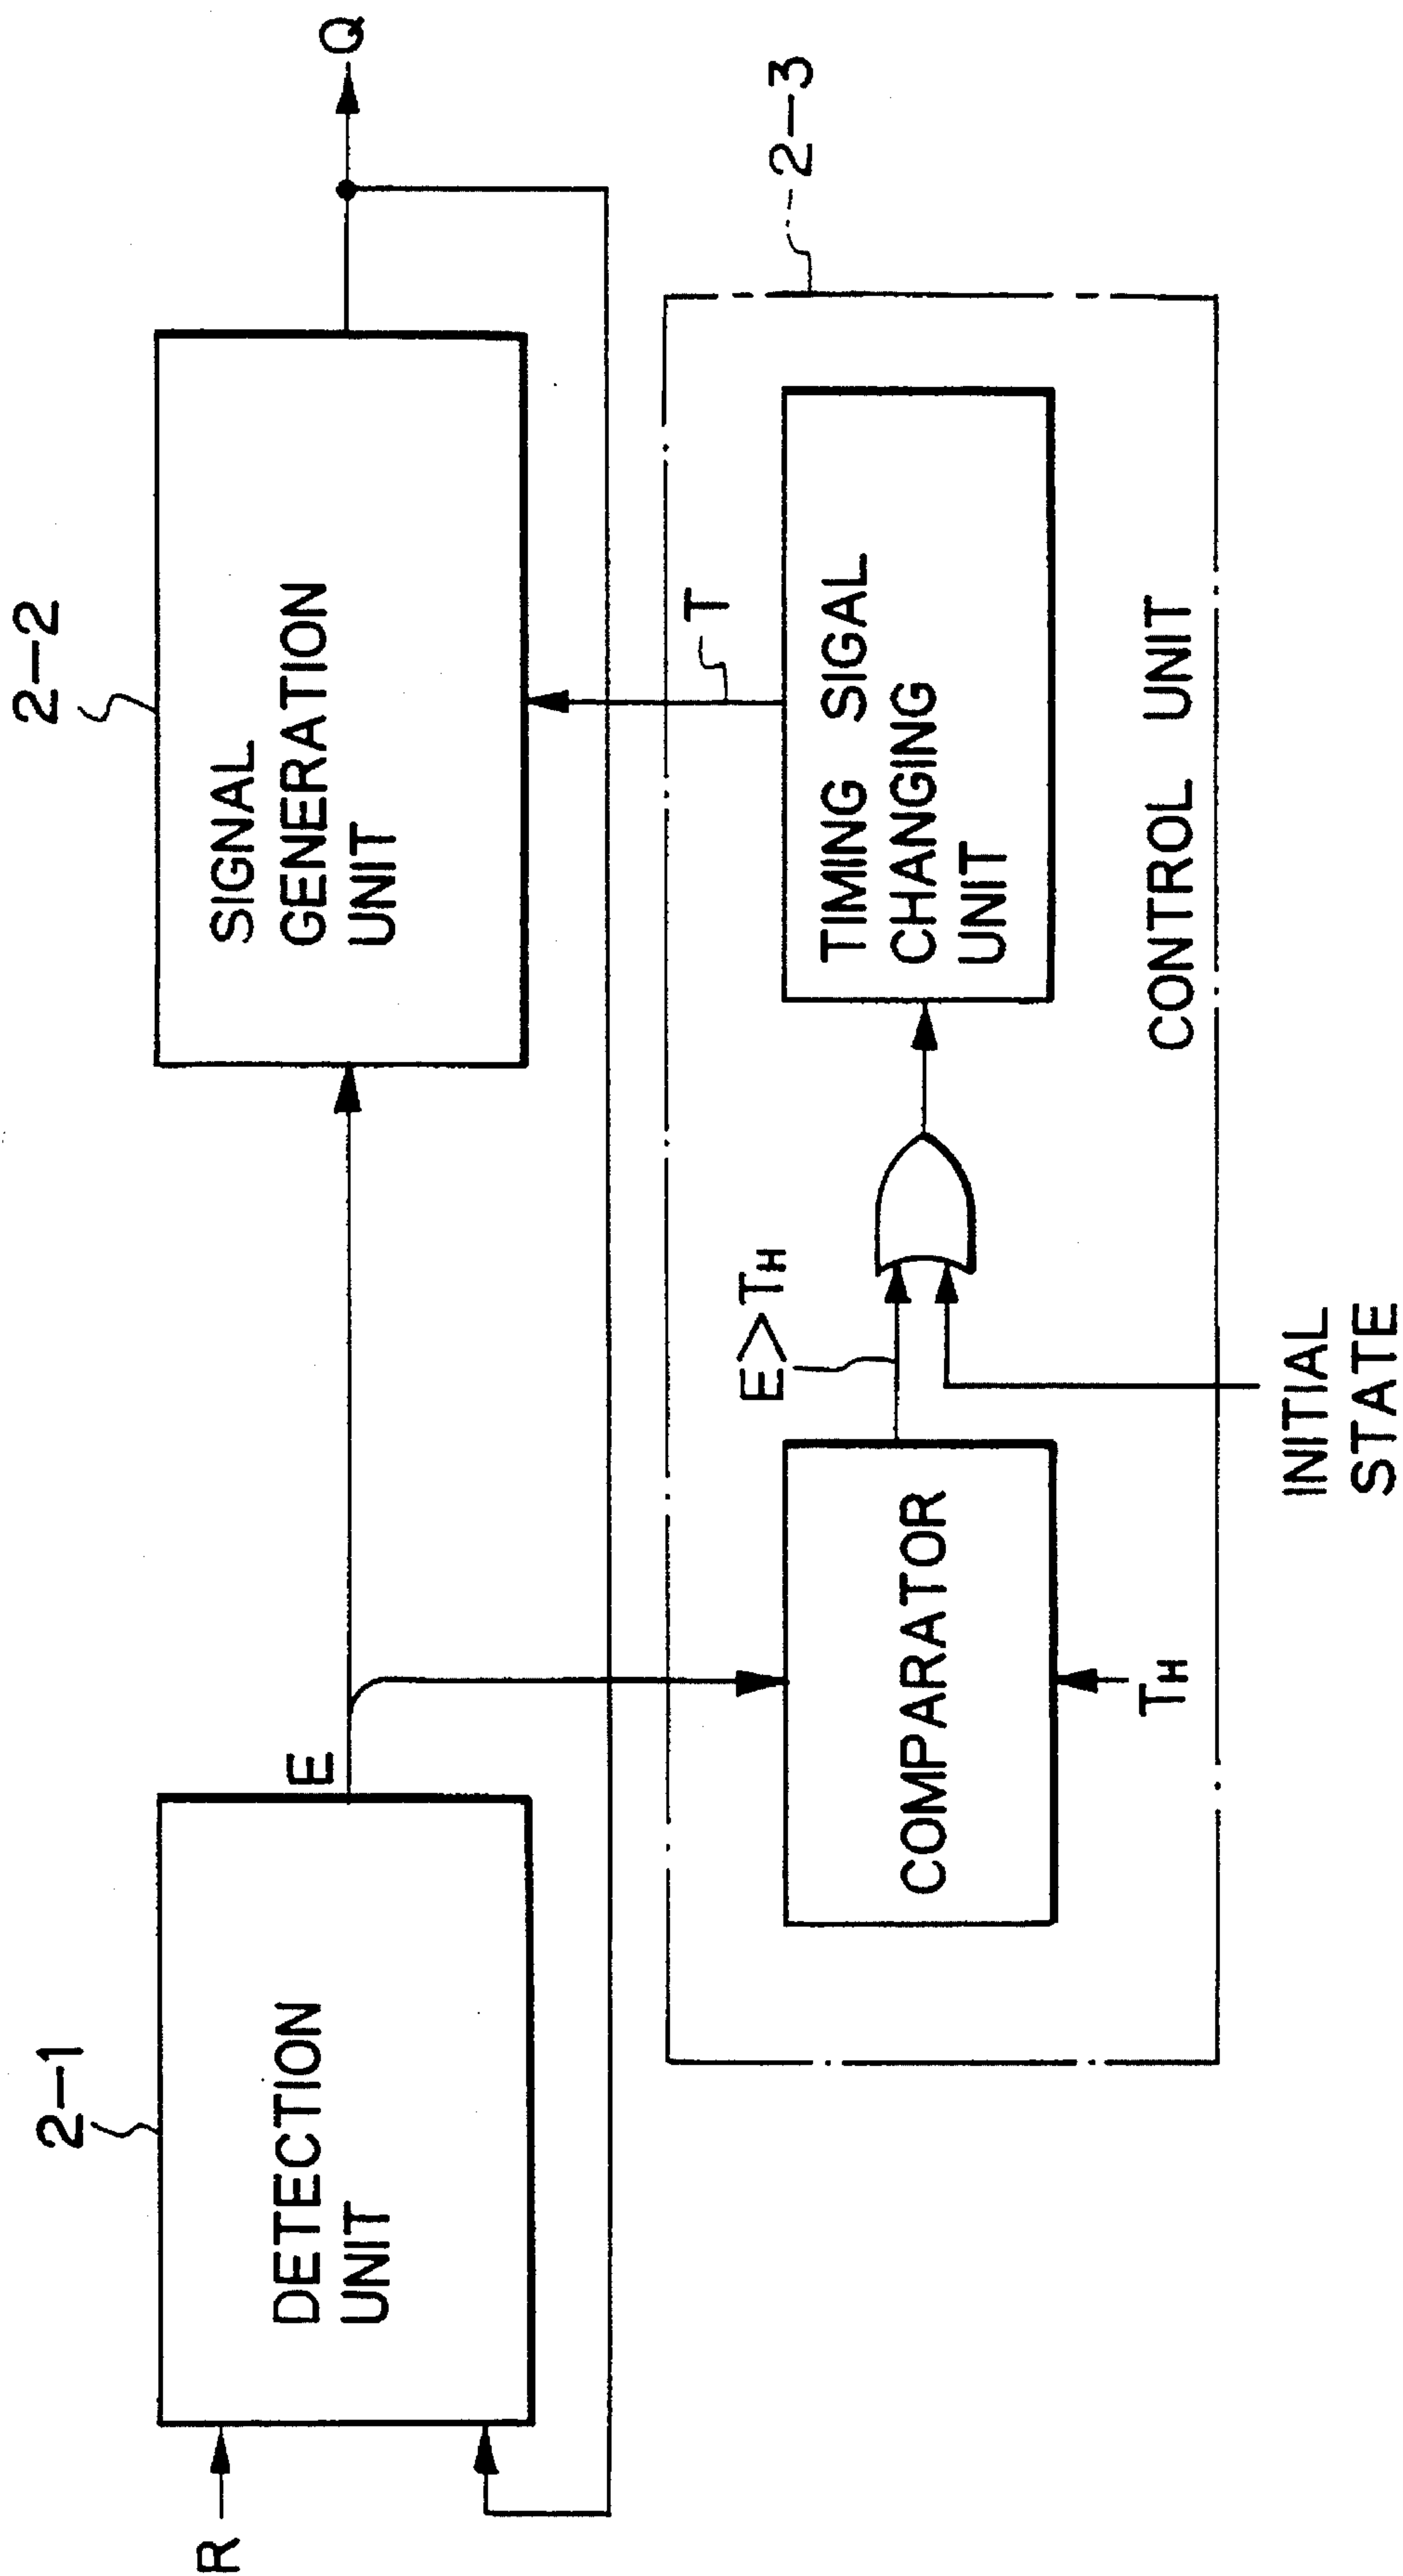 2-1
2-2
R
DETECTION
UNIT
E
SIGNAL
GENERATION
UNIT
Q
T
2-3
E>TH
COMPARATOR
TIMING SIGAL
CHANGING
UNIT
TH
CONTROL UNIT
INITIAL
STATE